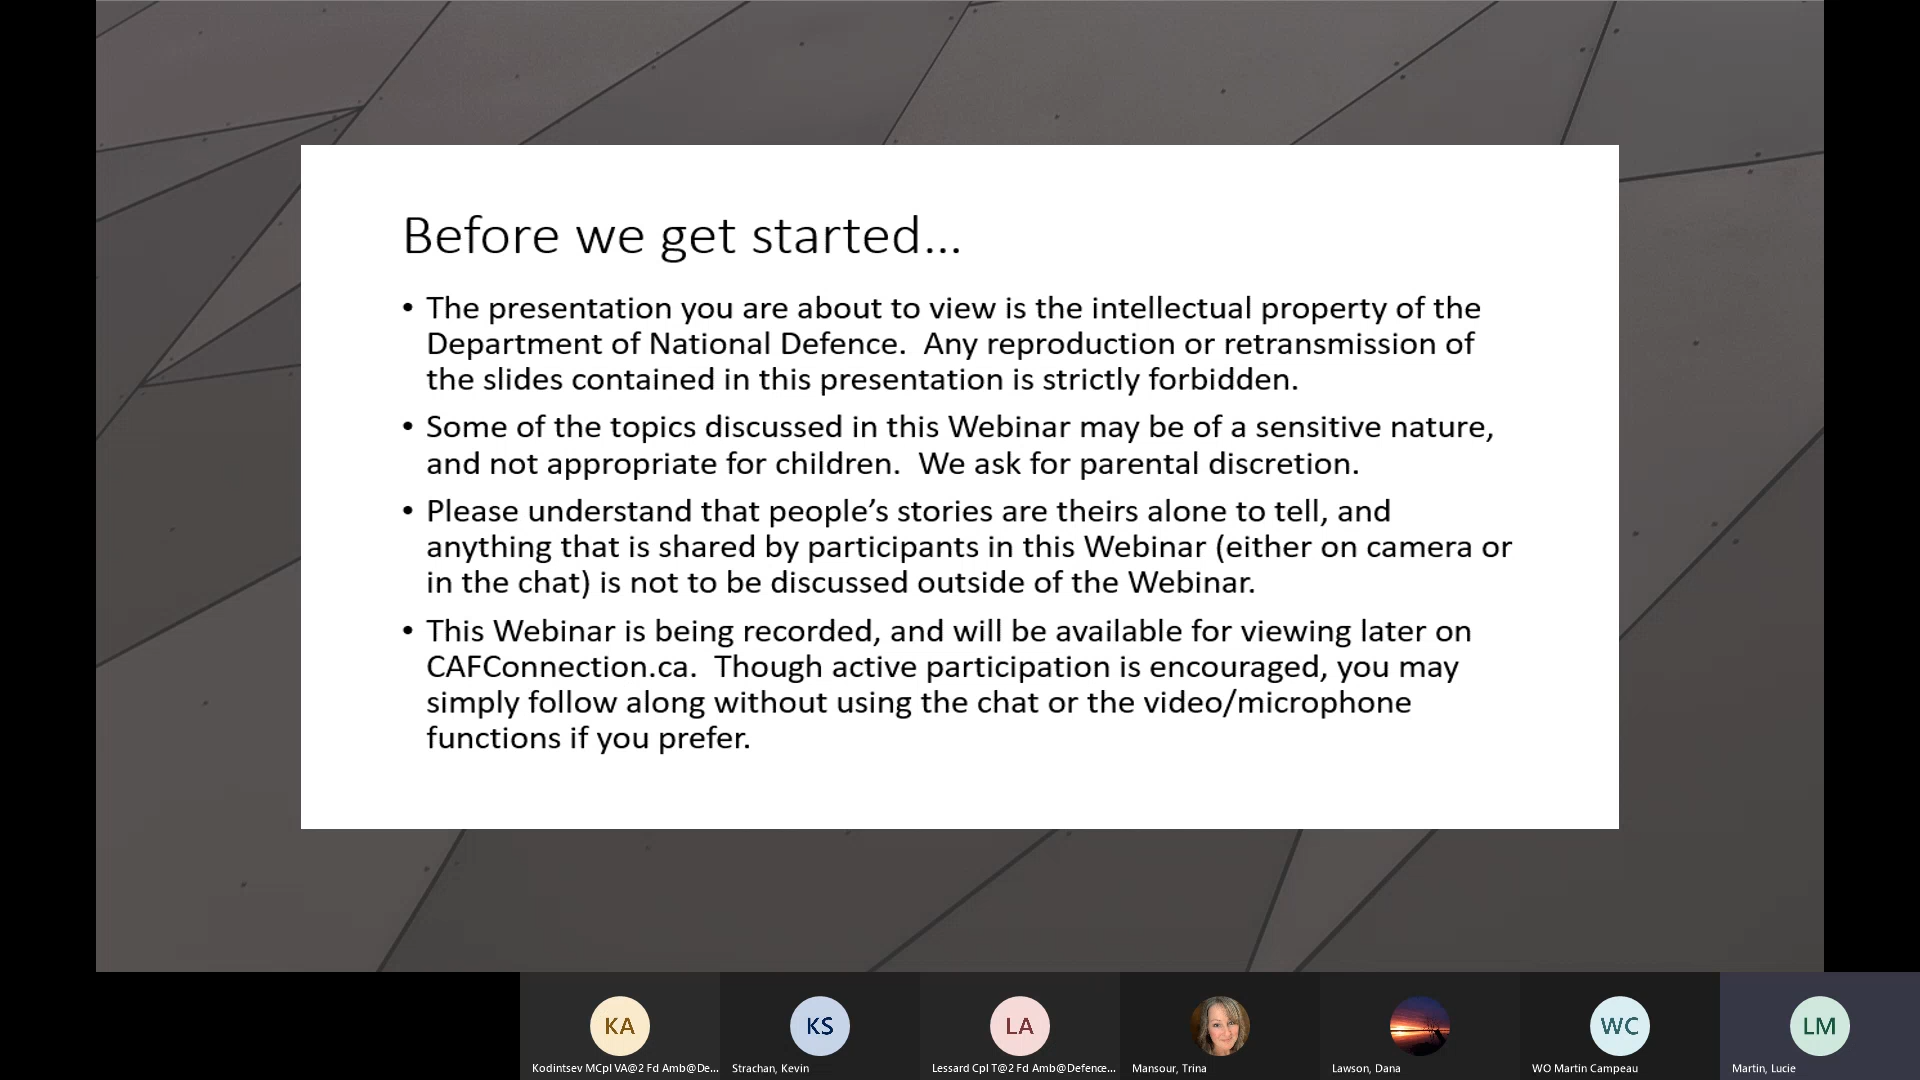 Before we get started...
• The presentation you are about to view is the intellectual property of the
Department of National Defence.  Any reproduction or retransmission of
the slides contained in this presentation is strictly forbidden.
• Some of the topics discussed in this Webinar may be of a sensitive nature,
and not appropriate for children.  We ask for parental discretion.
• Please understand that people’s stories are theirs alone to tell, and
anything that is shared by participants in this Webinar (either on camera or
in the chat) is not to be discussed outside of the Webinar.
• This Webinar is being recorded, and will be available for viewing later on
CAFConnection.ca.  Though active participation is encouraged, you may
simply follow along without using the chat or the video/microphone
functions if you prefer.
KA
KS
LA
WC
LM
Kodintsev MCpl VA@2 Fd Amb@De...
Strachan, Kevin
Lessard Cpl T@2 Fd Amb@Defence...
Mansour, Trina
Lawson, Dana
WO Martin Campeau
Martin, Lucie